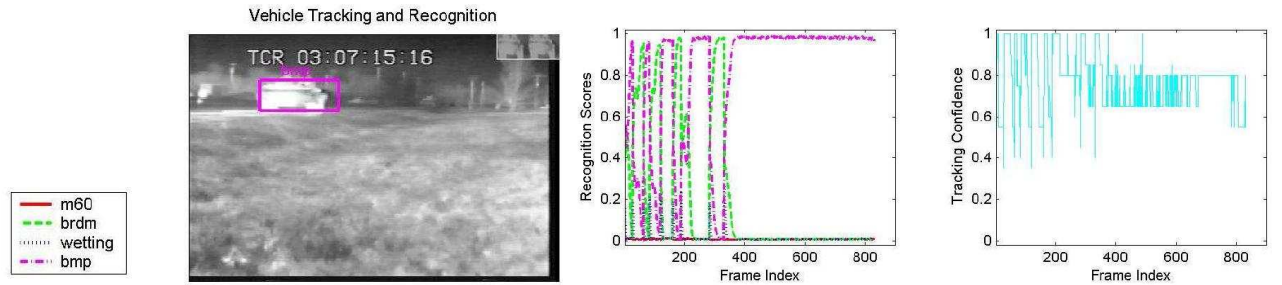 Vehicle Tracking and Recognition
TCR 03:07:15:16
bmp
m60
brdm
wetting
bmp
Recognition Scores
1
0.8
0.6
0.4
0.2
0
200
400
600
800
Frame Index
Tracking Confidence
1
0.8
0.6
0.4
0.2
0
200
400
600
800
Frame Index